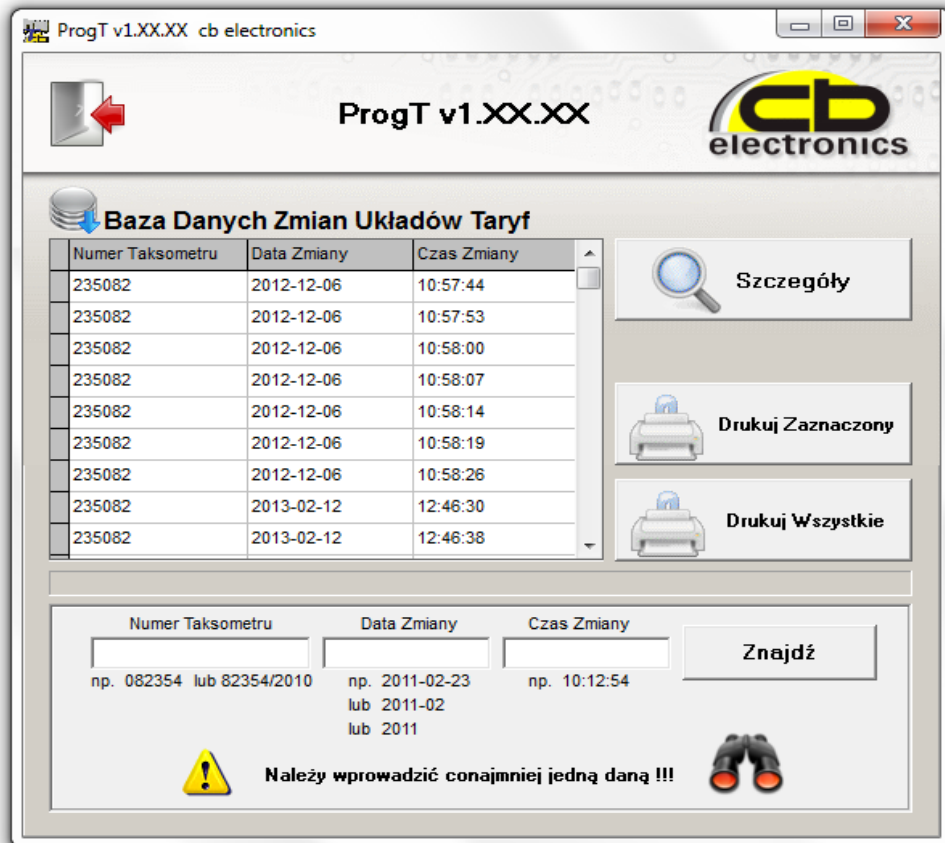 ProgT v1.XX.XX cb electronics
ProgT v1.XX.XX
cb
electronics
Baza Danych Zmian Układów Taryf
Numer Taksometru Data Zmiany Czas Zmiany
235082 2012-12-06 10:57:44
235082 2012-12-06 10:57:53
235082 2012-12-06 10:58:00
235082 2012-12-06 10:58:07
235082 2012-12-06 10:58:14
235082 2012-12-06 10:58:19
235082 2012-12-06 10:58:26
235082 2013-02-12 12:46:30
235082 2013-02-12 12:46:38
Szczegóły
Drukuj Zaznaczony
Drukuj Wszystkie
Numer Taksometru Data Zmiany Czas Zmiany
Znajdź
np. 082354 lub 82354/2010 np. 2011-02-23 np. 10:12:54
lub 2011-02
lub 2011
Należy wprowadzić conajmniej jedną daną !!!